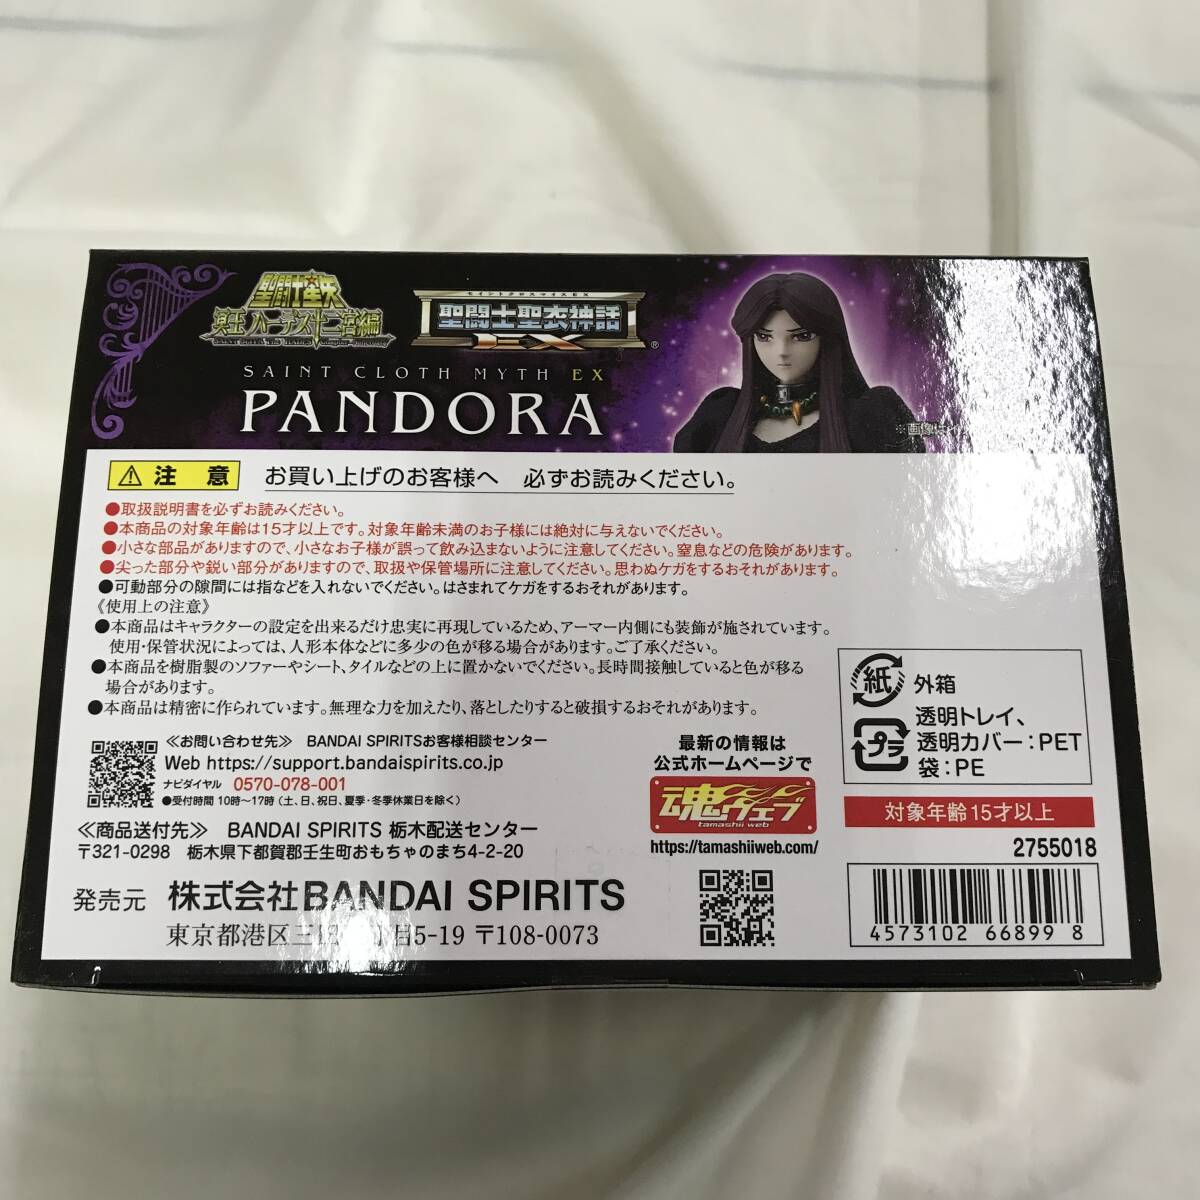 聖闘士星矢
冥王 ハーデス十二宮編
セイントクロスマイスEX
聖闘士聖衣神話
EX ®
SAINT CLOTH MYTH EX
PANDORA
※画像は
⚠ 注 意 お買い上げのお客様へ 必ずお読みください。
●取扱説明書を必ずお読みください。
●本商品の対象年齢は15才以上です。対象年齢未満のお子様には絶対に与えないでください。
●小さな部品がありますので、小さなお子様が誤って飲み込まないように注意してください。窒息などの危険があります。
●尖った部分や鋭い部分がありますので、取扱や保管場所に注意してください。思わぬケガをするおそれがあります。
●可動部分の隙間には指などを入れないでください。はさまれてケガをするおそれがあります。
《使用上の注意》
●本商品はキャラクターの設定を出来るだけ忠実に再現しているため、アーマー内側にも装飾が施されています。
使用・保管状況によっては、人形本体などに多少の色が移る場合があります。ご了承ください。
●本商品を樹脂製のソファーやシート、タイルなどの上に置かないでください。長時間接触していると色が移る
場合があります。
●本商品は精密に作られています。無理な力を加えたり、落としたりすると破損するおそれがあります。
≪お問い合わせ先≫ BANDAI SPIRITSお客様相談センター
Web https://support.bandaispirits.co.jp
ナビダイヤル 0570-078-001
●受付時間 10時〜17時（土、日、祝日、夏季・冬季休業日を除く）
≪商品送付先≫ BANDAI SPIRITS 栃木配送センター
〒321-0298 栃木県下都賀郡壬生町おもちゃのまち4-2-20
発売元 株式会社BANDAI SPIRITS
東京都港区三 丁目5-19 〒108-0073
最新の情報は
公式ホームページで
魂ウェブ
tamashii web
https://tamashiiweb.com/
紙 外箱
プラ 透明トレイ、
透明カバー：PET
袋：PE
対象年齢15才以上
2755018
4573102 66899 8